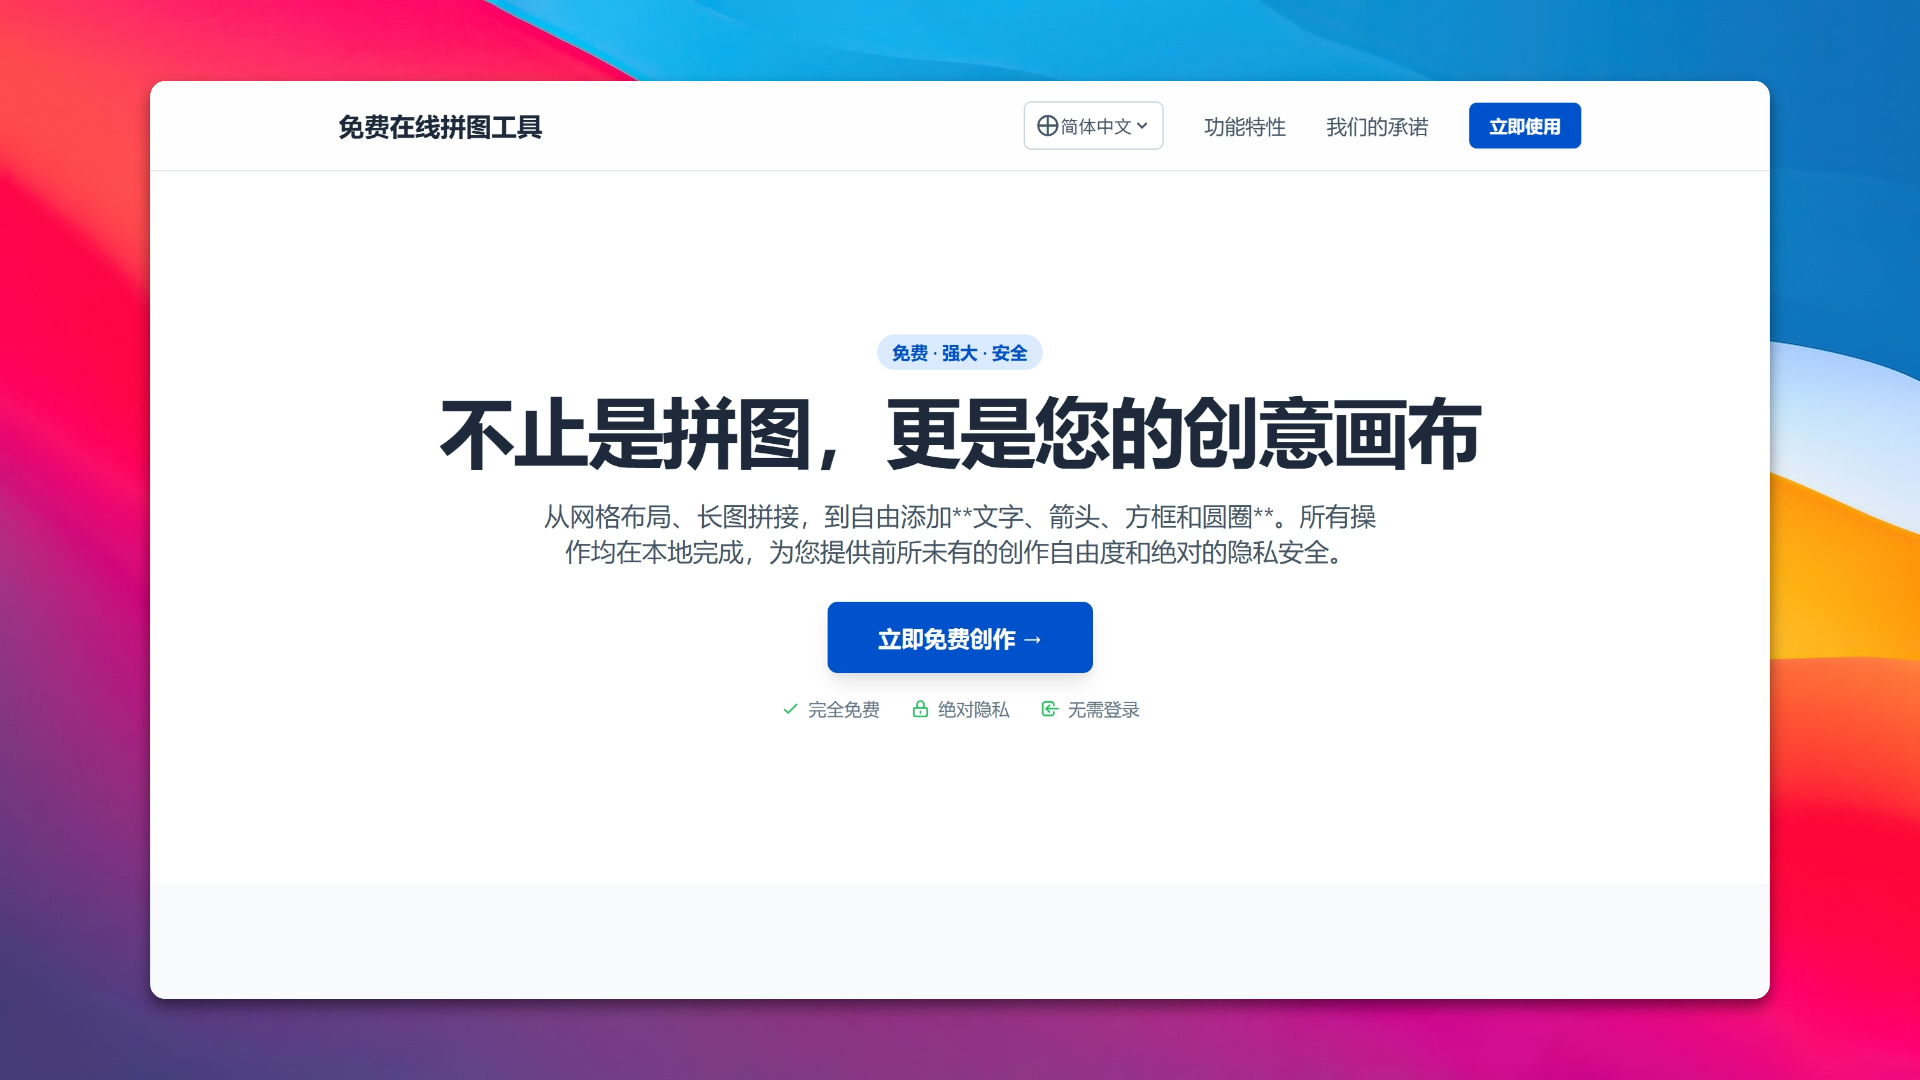 免费在线拼图工具
简体中文
功能特性
我们的承诺
立即使用
免费 · 强大 · 安全
不止是拼图，更是您的创意画布
从网格布局、长图拼接，到自由添加**文字、箭头、方框和圆圈**。所有操
作均在本地完成，为您提供前所未有的创作自由度和绝对的隐私安全。
立即免费创作 →
完全免费
绝对隐私
无需登录